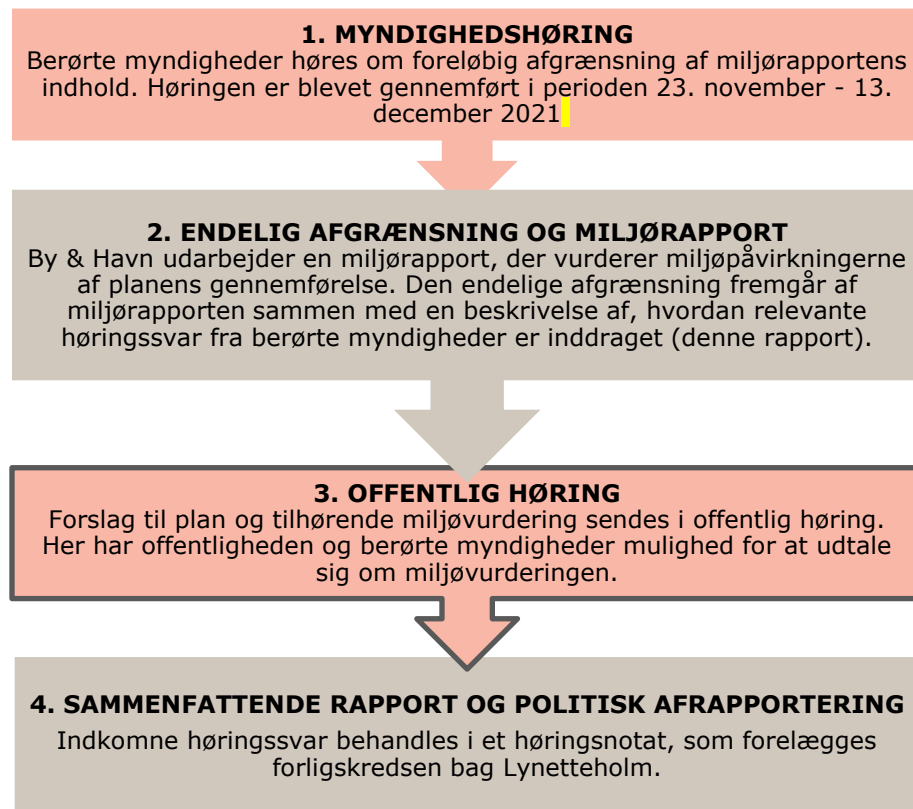 1. MYNDIGHEDSHØRING
Berørte myndigheder høres om foreløbig afgrænsning af miljørapportens
indhold. Høringen er blevet gennemført i perioden 23. november - 13.
december 2021
2. ENDELIG AFGRÆNSNING OG MILJØRAPPORT
By & Havn udarbejder en miljørapport, der vurderer miljøpåvirkningerne
af planens gennemførelse. Den endelige afgrænsning fremgår af
miljørapporten sammen med en beskrivelse af, hvordan relevante
høringssvar fra berørte myndigheder er inddraget (denne rapport).
3. OFFENTLIG HØRING
Forslag til plan og tilhørende miljøvurdering sendes i offentlig høring.
Her har offentligheden og berørte myndigheder mulighed for at udtale
sig om miljøvurderingen.
4. SAMMENFATTENDE RAPPORT OG POLITISK AFRAPPORTERING
Indkomne høringssvar behandles i et høringsnotat, som forelægges
forligskredsen bag Lynetteholm.